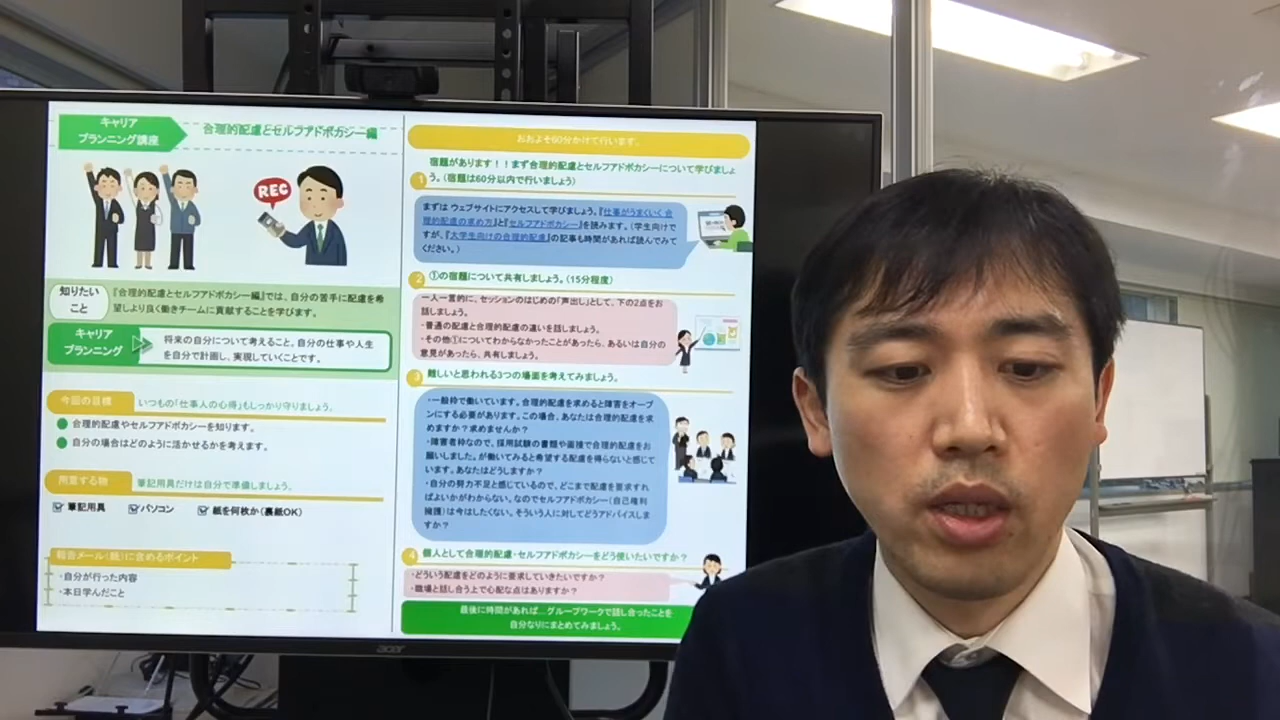 キャリア
プランニング講座
合理的配慮とセルフアドボカシー編
REC
知りたい
こと
『合理的配慮とセルフアドボカシー編』では、自分の苦手に配慮を希
望しより良く働きチームに貢献することを学びます。
キャリア
プランニング
将来の自分について考えること。自分の仕事や人生
を自分で計画し、実現していくことです。
今回の目標
いつもの「仕事人の心得」もしっかり守りましょう。
合理的配慮やセルフアドボカシーを知ります。
自分の場合はどのように活かせるかを考えます。
用意する物
筆記用具だけは自分で準備しましょう。
筆記用具
パソコン
紙を何枚か（裏紙OK）
報告メール（紙）に含めるポイント
・自分が行った内容
・本日学んだこと
おおよそ60分かけて行います。
1
宿題があります！！まず合理的配慮とセルフアドボカシーについて学びましょ
う。（宿題は60分以内で行いましょう）
まずは ウェブサイトにアクセスして学びましょう。『仕事がうまくいく 合
理的配慮の求め方』と『セルフアドボカシー』を読みます。（学生向けで
すが、『大学生向けの合理的配慮』の記事も時間があれば読んでみて
ください。）
2
①の宿題について共有しましょう。（15分程度）
一人一言的に、セッションのはじめの「声出し」として、下の2点をお
話しましょう。
・普通の配慮と合理的配慮の違いを話しましょう。
・その他①についてわからなかったことがあったら、あるいは自分の
意見があったら、共有しましょう。
3
難しいと思われる3つの場面を考えてみましょう。
・一般枠で働いています。合理的配慮を求めると障害をオープ
ンにする必要があります。この場合、あなたは合理的配慮を求
めますか？求めませんか？
・障害者枠なので、採用試験の書類や面接で合理的配慮をお
願いしました。が働いてみると希望する配慮を得らないと感じて
います。あなたはどうしますか？
・自分の努力不足と感じているので、どこまで配慮を要求すれ
ばよいかがわからない。なのでセルフアドボカシー（自己権利
擁護）は今はしたくない。そういう人に対してどうアドバイスしま
すか？
4
個人として合理的配慮・セルフアドボカシーをどう使いたいですか？
・どういう配慮をどのように要求していきたいですか？
・職場と話し合う上で心配な点はありますか？
最後に時間があれば…グループワークで話し合ったことを
自分なりにまとめてみましょう。
acer